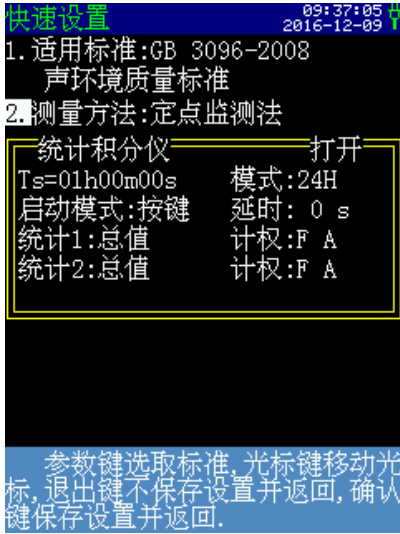 快速设置 09:37:05
2016-12-09
1.适用标准:GB 3096-2008
声环境质量标准
2.测量方法:定点监测法
统计积分仪 打开
Ts=01h00m00s 模式:24H
启动模式:按键 延时: 0 s
统计1:总值 计权:F A
统计2:总值 计权:F A
参数键选取标准,光标键移动光
标,退出键不保存设置并返回,确认
键保存设置并返回.